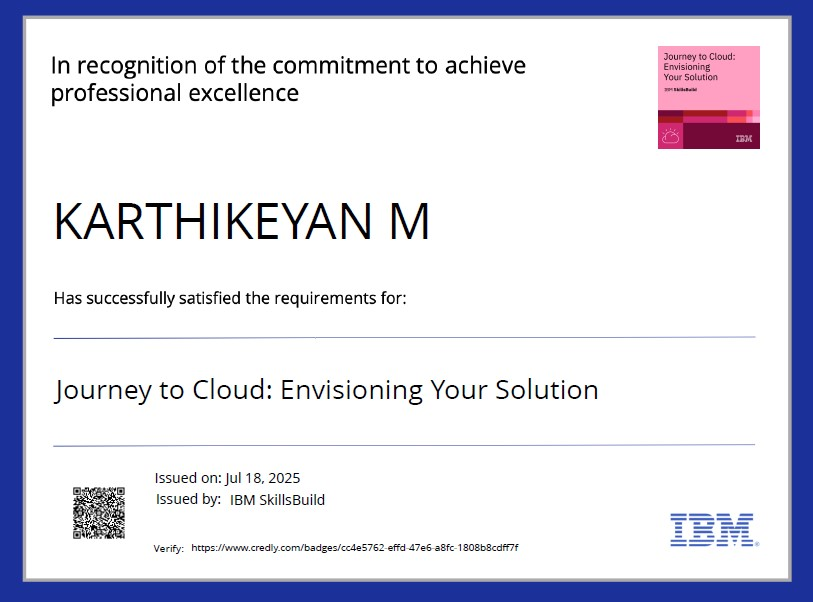 In recognition of the commitment to achieve
professional excellence
Journey to Cloud:
Envisioning
Your Solution
IBM SkillsBuild
IBM
KARTHIKEYAN M
Has successfully satisfied the requirements for:
Journey to Cloud: Envisioning Your Solution
Issued on: Jul 18, 2025
Issued by: IBM SkillsBuild
Verify: https://www.credly.com/badges/cc4e5762-effd-47e6-a8fc-1808b8cdff7f
IBM®